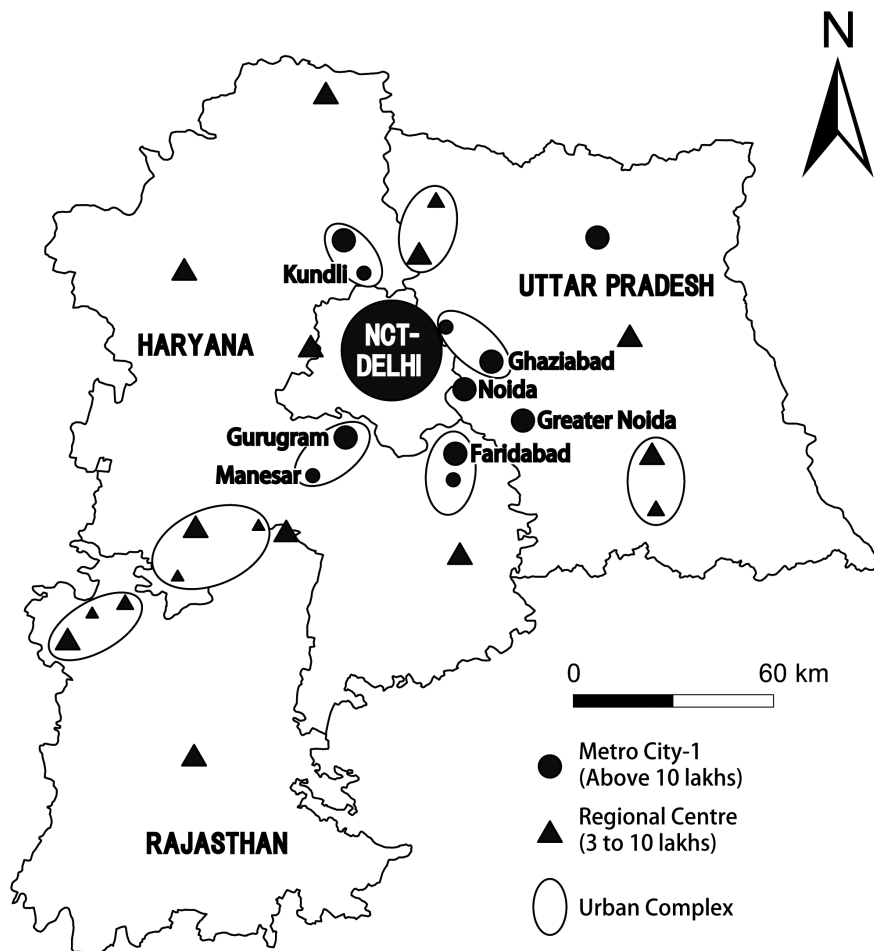 N
Kundli
UTTAR PRADESH
HARYANA
NCT-
DELHI
Ghaziabad
Noida
Greater Noida
Gurugram
Faridabad
Manesar
0 60 km
Metro City-1
(Above 10 lakhs)
Regional Centre
(3 to 10 lakhs)
RAJASTHAN
Urban Complex